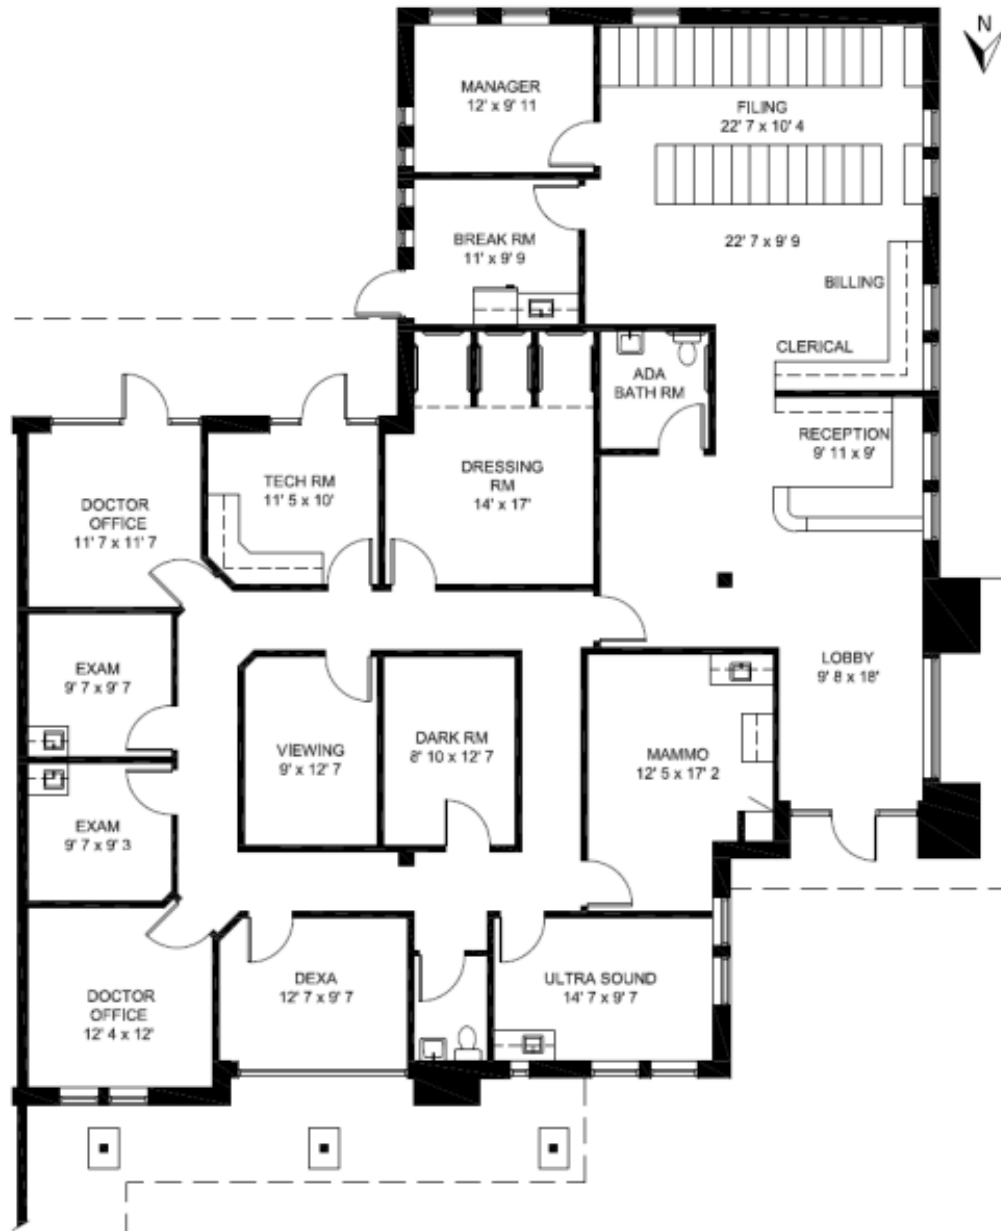 N
MANAGER
12' x 9' 11
FILING
22' 7 x 10' 4
BREAK RM
11' x 9' 9
22' 7 x 9' 9
BILLING
CLERICAL
ADA
BATH RM
RECEPTION
9' 11 x 9'
DRESSING
RM
14' x 17'
TECH RM
11' 5 x 10'
DOCTOR
OFFICE
11' 7 x 11' 7
EXAM
9' 7 x 9' 7
LOBBY
9' 8 x 18'
VIEWING
9' x 12' 7
DARK RM
8' 10 x 12' 7
MAMMO
12' 5 x 17' 2
EXAM
9' 7 x 9' 3
DOCTOR
OFFICE
12' 4 x 12'
DEXA
12' 7 x 9' 7
ULTRA SOUND
14' 7 x 9' 7